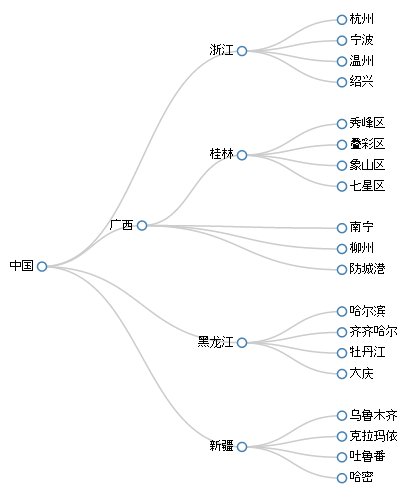 杭州
宁波
浙江
温州
绍兴
秀峰区
叠彩区
桂林
象山区
七星区
广西
南宁
柳州
中国
防城港
哈尔滨
齐齐哈尔
黑龙江
牡丹江
大庆
乌鲁木齐
克拉玛依
新疆
吐鲁番
哈密